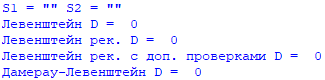 S1 = "" S2 = ""
Левенштейн D =  0
Левенштейн рек. D =  0
Левенштейн рек. с доп. проверками D =  0
Дамерау-Левенштейн D =  0